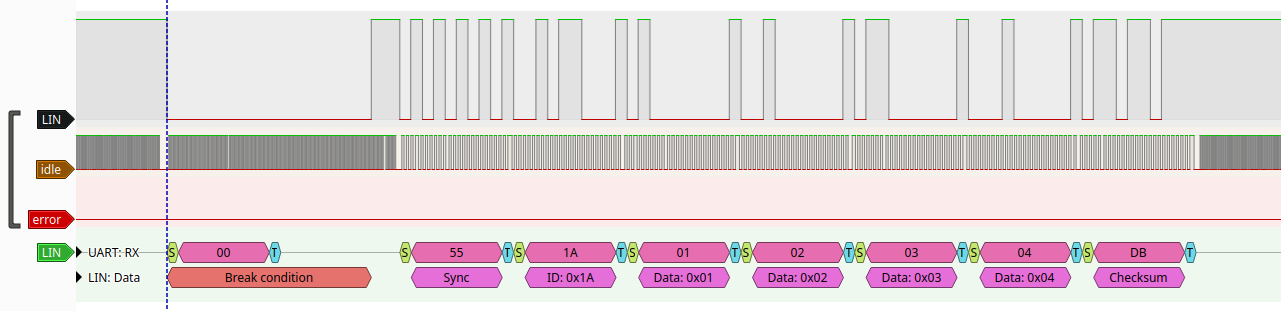 LIN
idle
error
LIN UART: RX S 00 T S 55 T S 1A T S 01 T S 02 T S 03 T S 04 T S DB T
LIN: Data Break condition Sync ID: 0x1A Data: 0x01 Data: 0x02 Data: 0x03 Data: 0x04 Checksum